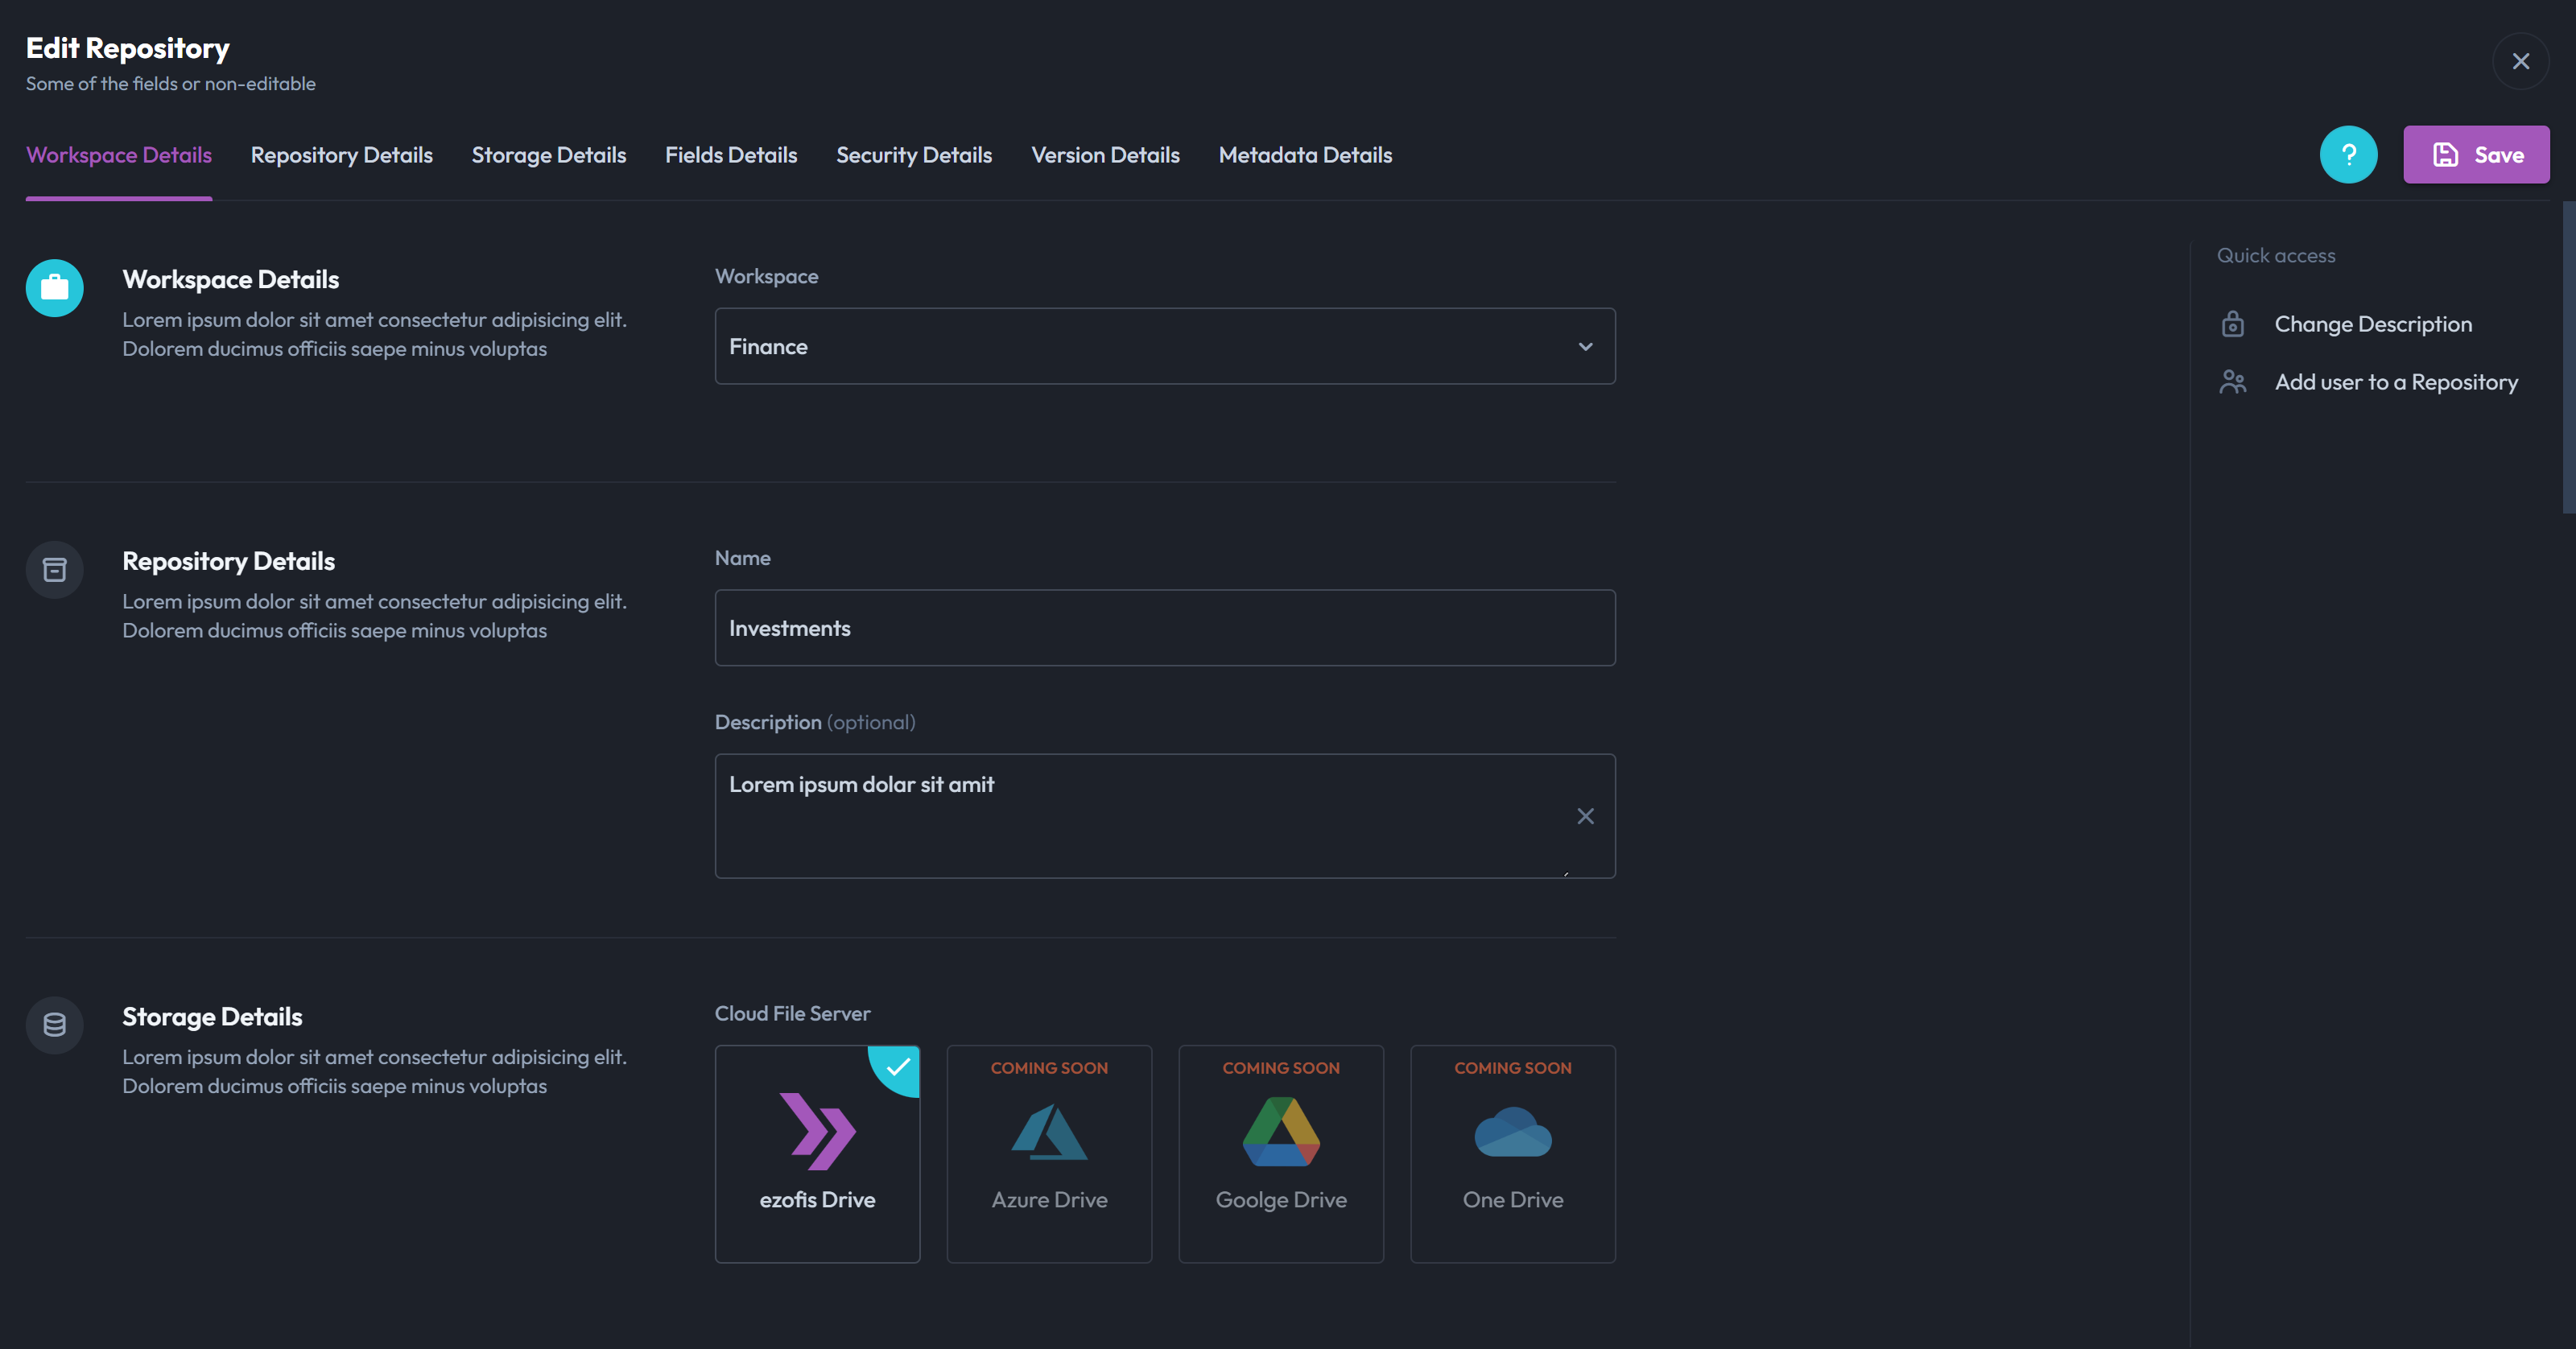 Edit Repository
Some of the fields or non-editable
Workspace Details
Repository Details
Storage Details
Fields Details
Security Details
Version Details
Metadata Details
?
Save
Workspace Details
Lorem ipsum dolor sit amet consectetur adipisicing elit.
Dolorem ducimus officiis saepe minus voluptas
Workspace
Finance
Quick access
Change Description
Add user to a Repository
Repository Details
Lorem ipsum dolor sit amet consectetur adipisicing elit.
Dolorem ducimus officiis saepe minus voluptas
Name
Investments
Description (optional)
Lorem ipsum dolar sit amit
Storage Details
Lorem ipsum dolor sit amet consectetur adipisicing elit.
Dolorem ducimus officiis saepe minus voluptas
Cloud File Server
ezofis Drive
COMING SOON
Azure Drive
COMING SOON
Goolge Drive
COMING SOON
One Drive